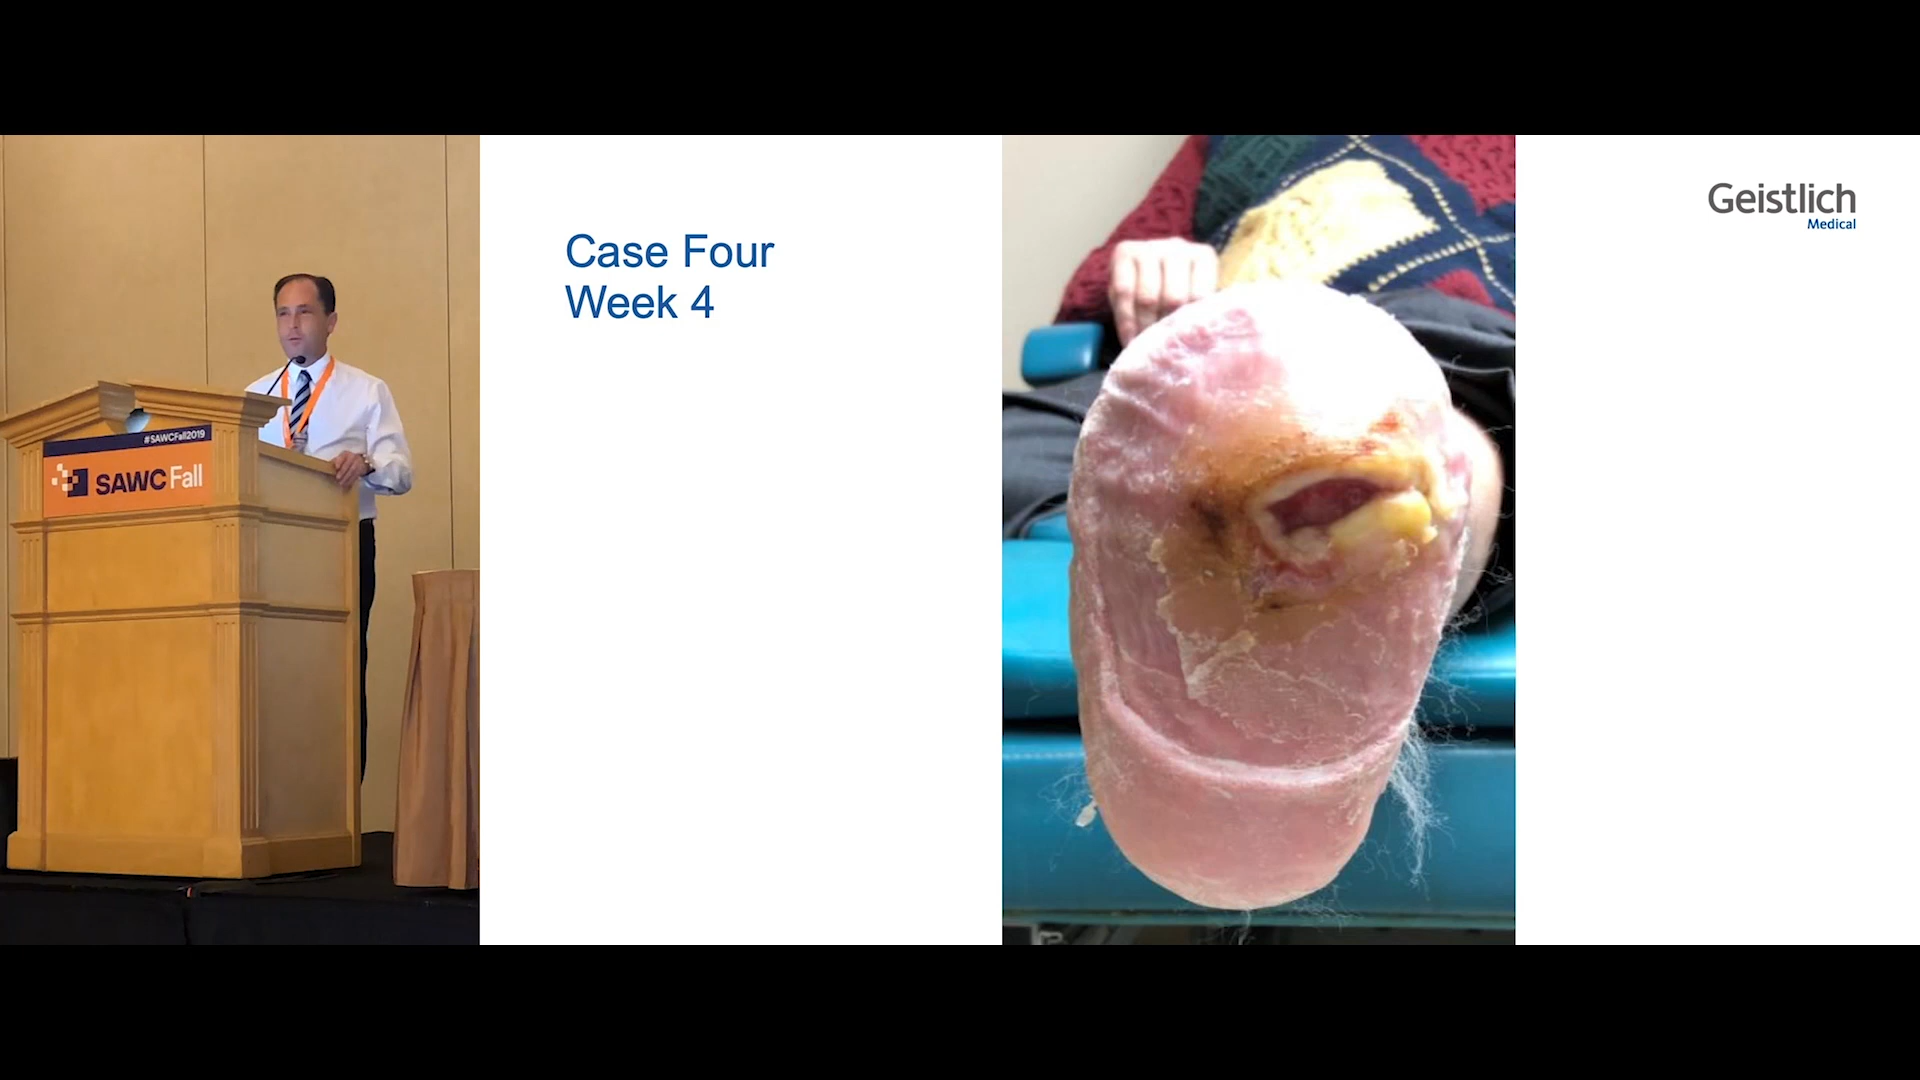 #SAWCFall2019
SAWC Fall
Case Four
Week 4
Geistlich
Medical